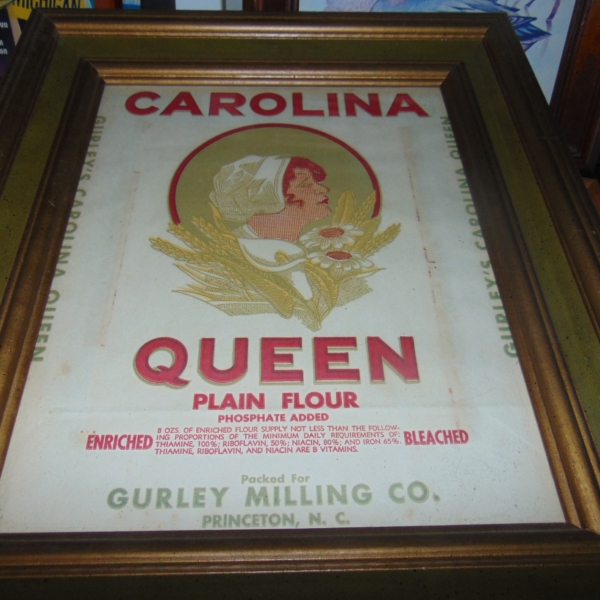 MICHIGAN
CAROLINA
GURLEY'S CAROLINA QUEEN
GURLEY'S CAROLINA QUEEN
QUEEN
PLAIN FLOUR
PHOSPHATE ADDED
ENRICHED
8 OZS. OF ENRICHED FLOUR SUPPLY NOT LESS THAN THE FOLLOW-
ING PROPORTIONS OF THE MINIMUM DAILY REQUIREMENTS OF:
THIAMINE, 100%; RIBOFLAVIN, 50%; NIACIN, 80%; AND IRON 65%.
THIAMINE, RIBOFLAVIN, AND NIACIN ARE B VITAMINS.
BLEACHED
Packed For
GURLEY MILLING CO.
PRINCETON, N. C.